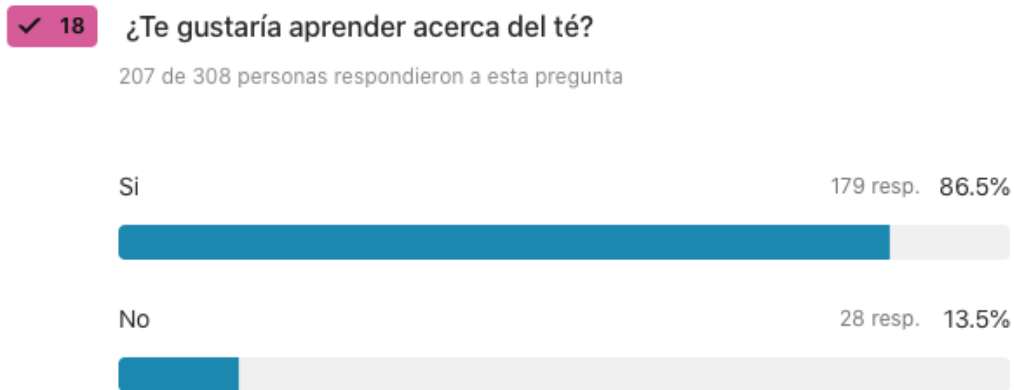 ✓ 18 ¿Te gustaría aprender acerca del té?
207 de 308 personas respondieron a esta pregunta
Si 179 resp. 86.5%
No 28 resp. 13.5%